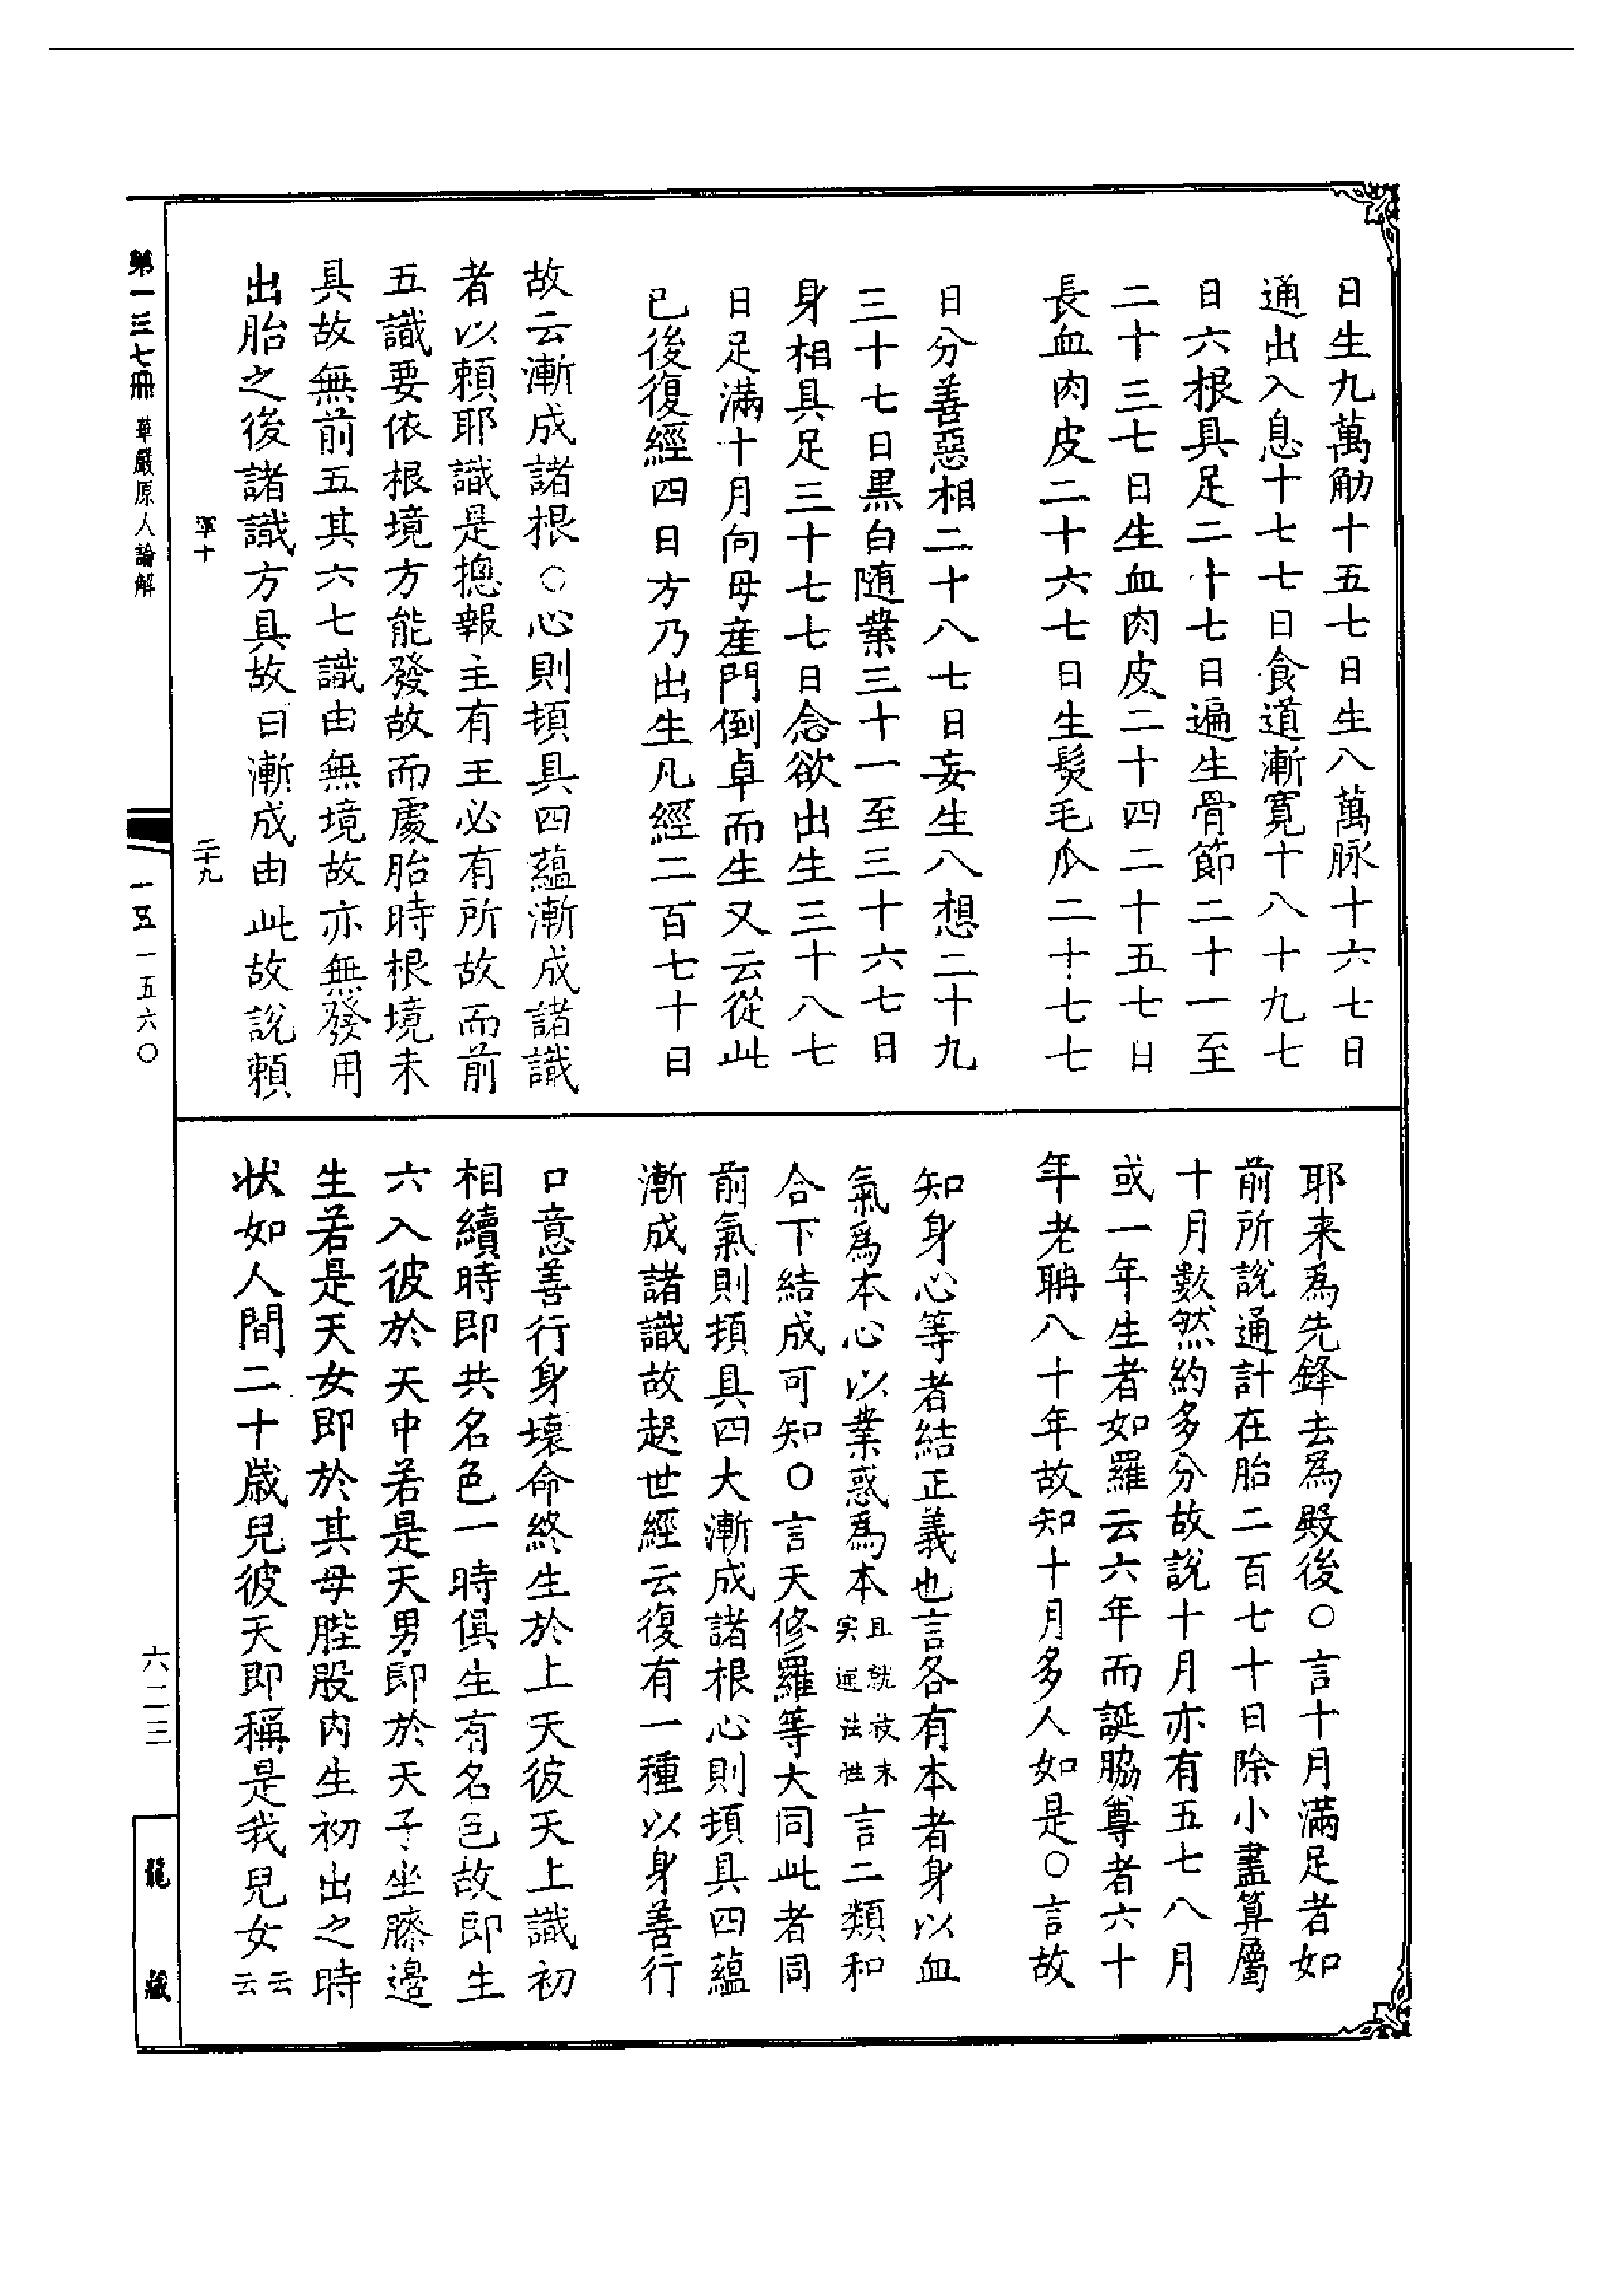 日生九萬觔十五七日生八萬脉十六七日
通出入息十七七日食道漸寛十八十九七
日六根具足二十七日遍生骨節二十一至
二十三七日生血肉皮二十四二十五七日
長血肉皮二十六七日生髮毛瓜二十七七
日分善惡相二十八七日妄生八想二十九
三十七日黒白随業三十一至三十六七日
身相具足三十七七日念欲出生三十八七
日足滿十月向母産門倒卓而生又云從此
已後復經四日方乃出生凡經二百七十日
故云漸成諸根○心則頓具四蘊漸成諸識
者以頼耶識是摠報主有王必有所故而前
五識要依根境方能發故而處胎時根境未
具故無前五其六七識由無境故亦無發用
出胎之後諸識方具故曰漸成由此故說頼
耶来爲先鋒去爲殿後○言十月滿足者如
前所說通計在胎二百七十日除小盡算屬
十月數然約多分故說十月亦有五七八月
或一年生者如羅云六年而誕脇尊者六十
年老聃八十年故知十月多人如是○言故
知身心等者結正義也言各有本者身以血
氣爲本心以業惑爲本且就枝末实通法性言二類和
合下結成可知○言天修羅等大同此者同
前氣則頓具四大漸成諸根心則頓具四蘊
漸成諸識故起世經云復有一種以身善行
口意善行身壞命終生於上天彼天上識初
相續時即共名色一時俱生有名色故即生
六入彼於天中若是天男即於天子坐膝邊
生若是天女即於其母䏶股内生初出之時
状如人間二十歳兒彼天即稱是我兒女云云
第一三七冊 華嚴原人論解
二十九
一五 一五六〇
六二三
龍藏